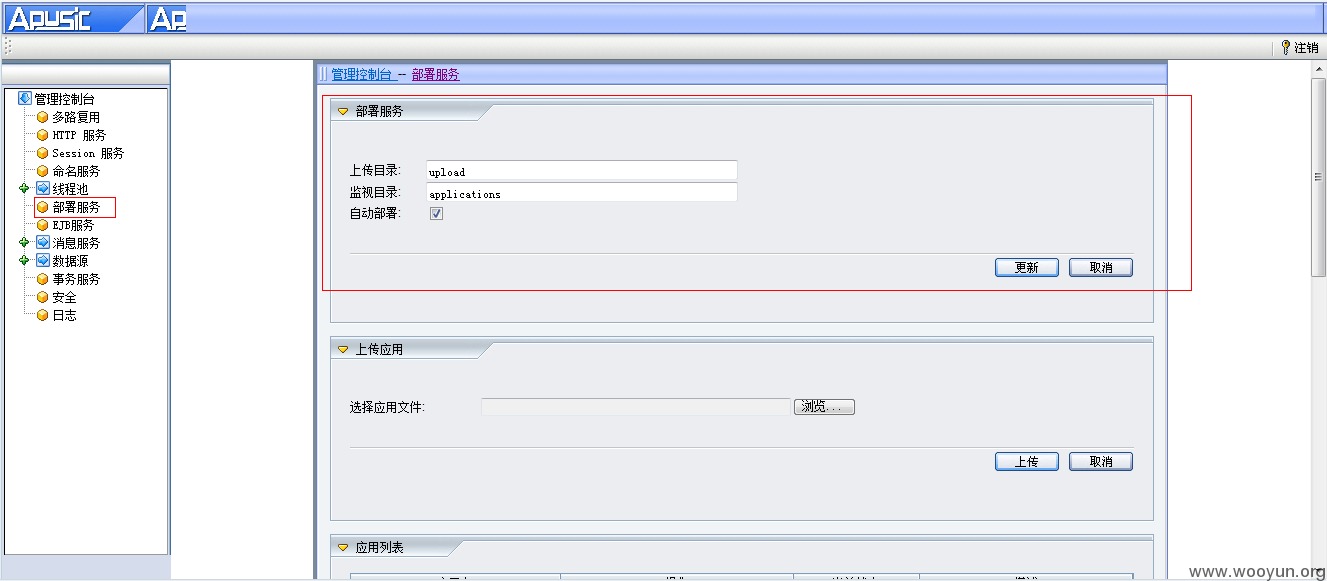 Apusic
Ap
注销
管理控制台 -- 部署服务
管理控制台
多路复用
HTTP 服务
Session 服务
命名服务
线程池
部署服务
EJB服务
消息服务
数据源
事务服务
安全
日志
部署服务
上传目录: upload
监视目录: applications
自动部署:
更新 取消
上传应用
选择应用文件: 浏览...
上传 取消
应用列表
www.wooyun.org